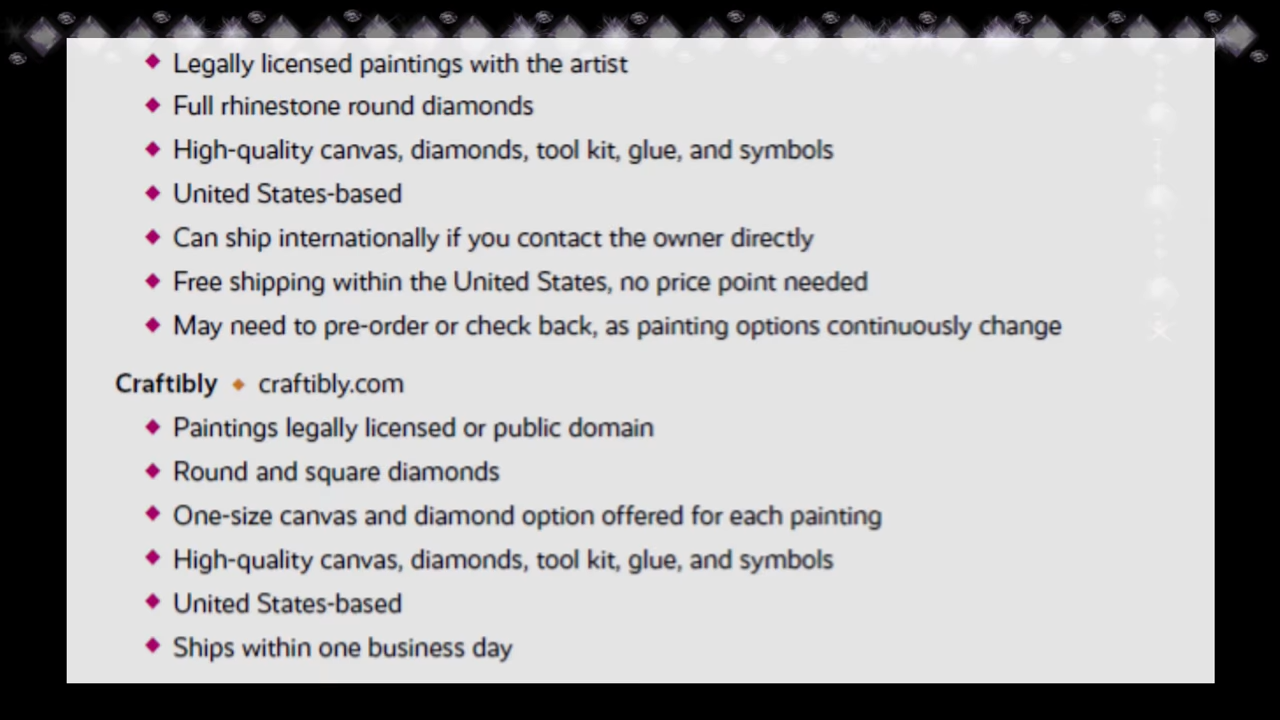 ◆ Legally licensed paintings with the artist
◆ Full rhinestone round diamonds
◆ High-quality canvas, diamonds, tool kit, glue, and symbols
◆ United States-based
◆ Can ship internationally if you contact the owner directly
◆ Free shipping within the United States, no price point needed
◆ May need to pre-order or check back, as painting options continuously change
Craftibly ◆ craftibly.com
◆ Paintings legally licensed or public domain
◆ Round and square diamonds
◆ One-size canvas and diamond option offered for each painting
◆ High-quality canvas, diamonds, tool kit, glue, and symbols
◆ United States-based
◆ Ships within one business day